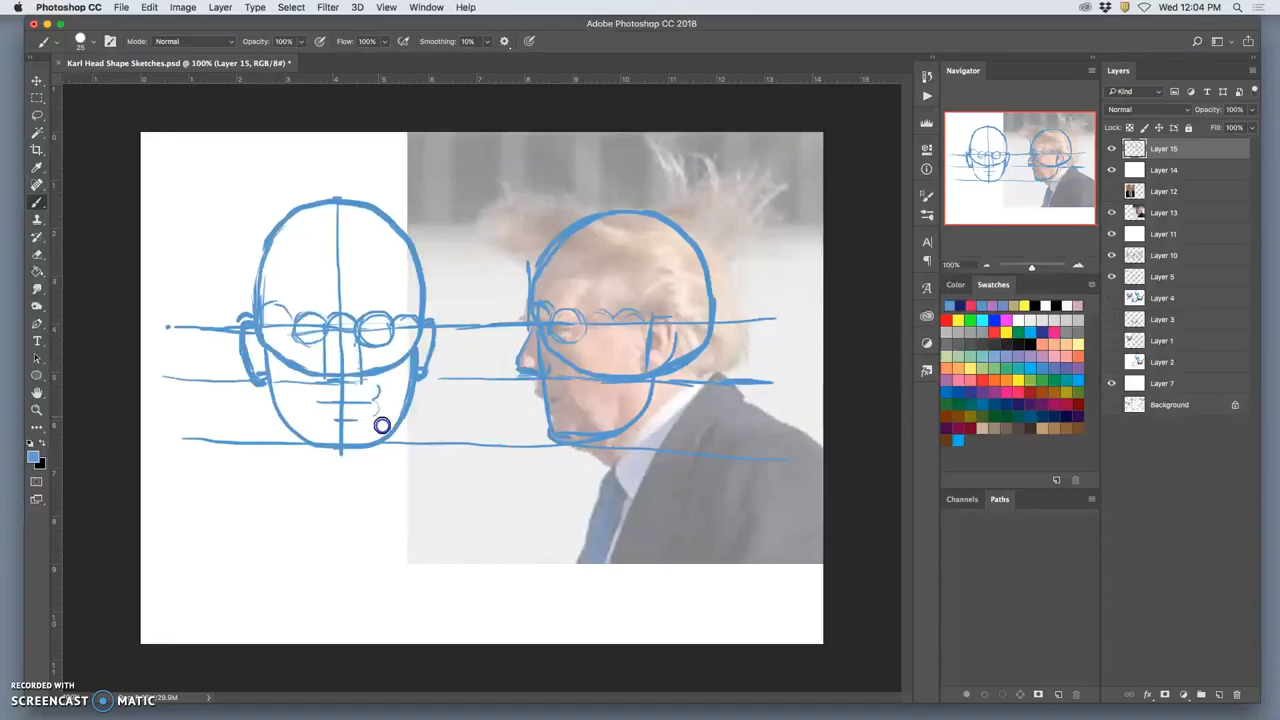 Photoshop CC File Edit Image Layer Type Select Filter 3D View Window Help Wed 12:04 PM
Adobe Photoshop CC 2018
25 Mode: Normal Opacity: 100% Flow: 100% Smoothing: 10%
Karl Head Shape Sketches.psd @ 100% (Layer 15, RGB/8#) *
Navigator
100%
Color Swatches
Channels Paths
Layers
Kind
Normal Opacity: 100%
Lock: Fill: 100%
Layer 15
Layer 14
Layer 12
Layer 13
Layer 11
Layer 10
Layer 5
Layer 4
Layer 3
Layer 1
Layer 2
Layer 7
Background
RECORDED WITH
SCREENCAST MATIC